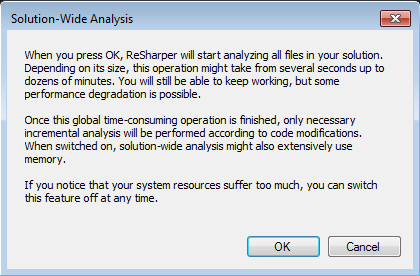 Solution-Wide Analysis
When you press OK, ReSharper will start analyzing all files in your solution.
Depending on its size, this operation might take from several seconds up to
dozens of minutes. You will still be able to keep working, but some
performance degradation is possible.
Once this global time-consuming operation is finished, only necessary
incremental analysis will be performed according to code modifications.
When switched on, solution-wide analysis might also extensively use
memory.
If you notice that your system resources suffer too much, you can switch
this feature off at any time.
OK Cancel